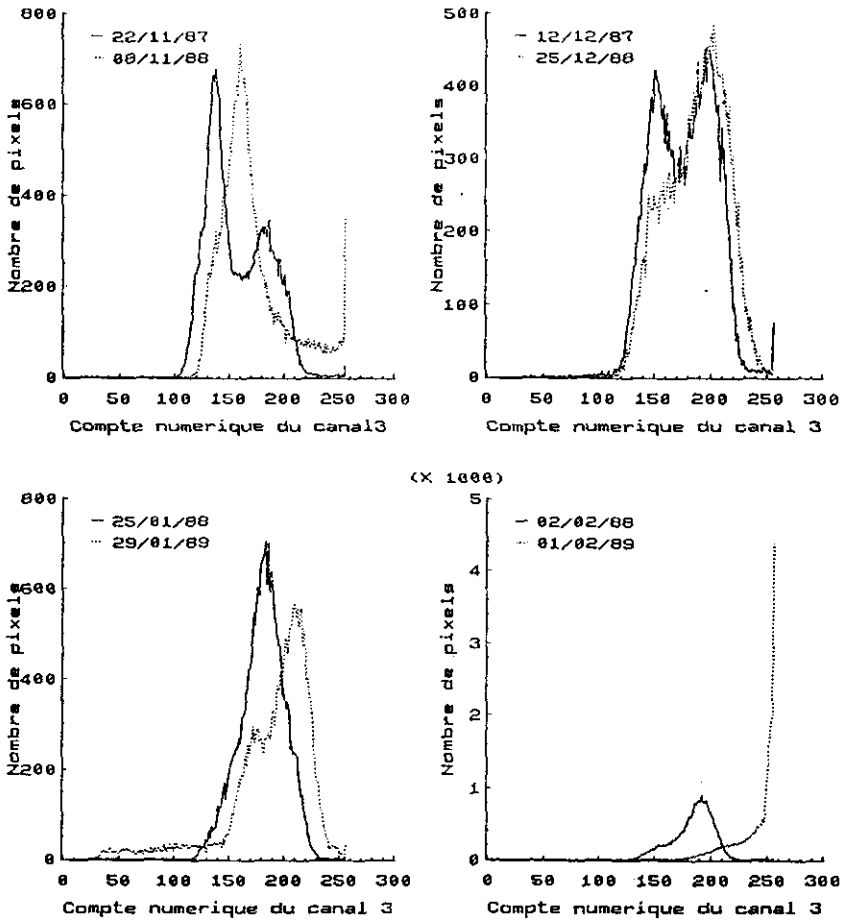 800
600
400
200
0
Nombre de pixels
22/11/87
08/11/88
0 50 100 150 200 250 300
Compte numerique du canal3
500
400
300
200
100
0
Nombre de pixels
12/12/87
25/12/88
0 50 100 150 200 250 300
Compte numerique du canal 3
800
600
400
200
0
Nombre de pixels
25/01/88
29/01/89
0 50 100 150 200 250 300
Compte numerique du canal 3
(X 1000)
5
4
3
2
1
0
Nombre de pixels
02/02/88
01/02/89
0 50 100 150 200 250 300
Compte numerique du canal 3